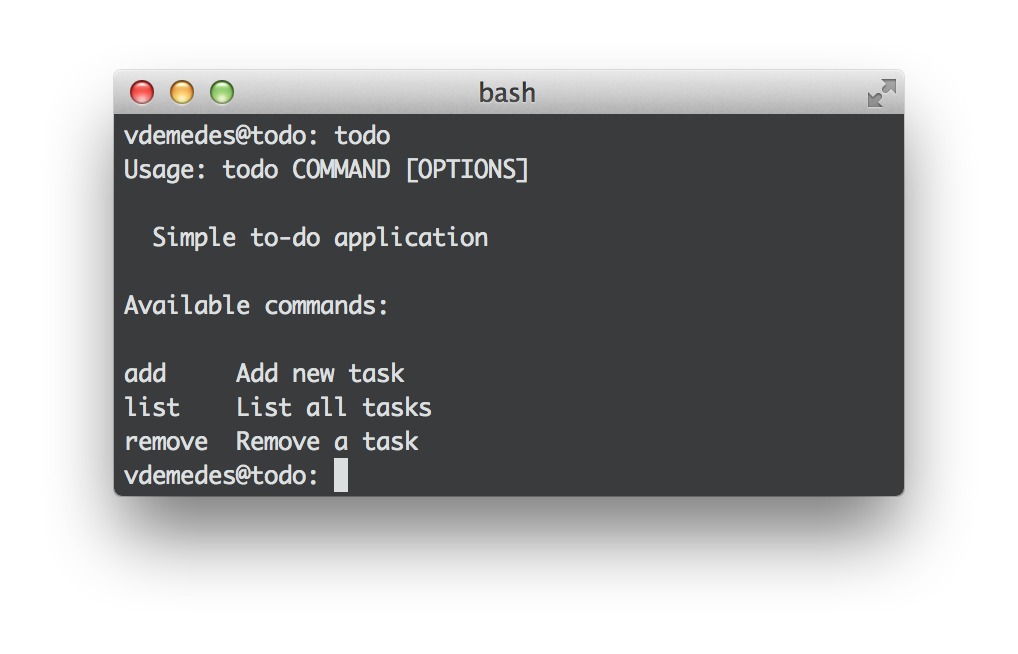 bash
vdemedes@todo: todo
Usage: todo COMMAND [OPTIONS]
Simple to-do application
Available commands:
add Add new task
list List all tasks
remove Remove a task
vdemedes@todo: